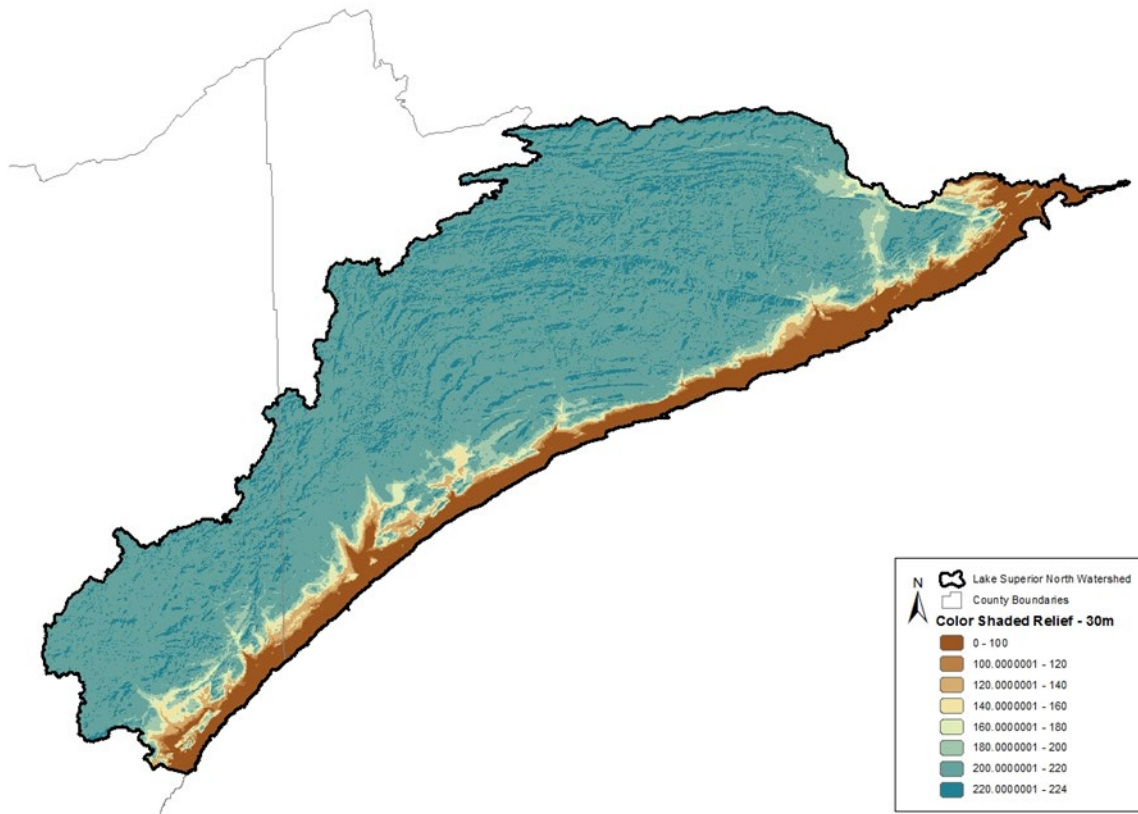 N
Lake Superior North Watershed
County Boundaries
Color Shaded Relief - 30m
0 - 100
100.0000001 - 120
120.0000001 - 140
140.0000001 - 160
160.0000001 - 180
180.0000001 - 200
200.0000001 - 220
220.0000001 - 224